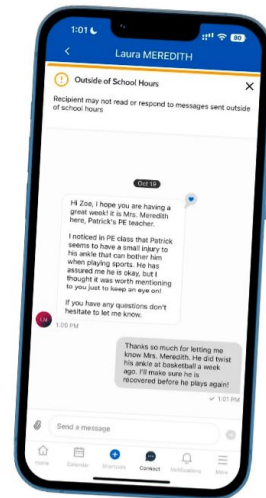 1:01
80
Laura MEREDITH
Outside of School Hours
Recipient may not read or respond to messages sent outside
of school hours
Oct 19
Hi Zoe, I hope you are having a
great week! It is Mrs. Meredith
here, Patrick's PE teacher.
I noticed in PE class that Patrick
seems to have a small injury to
his ankle that can bother him
when playing sports. He has
assured me he is okay, but I
thought it was worth mentioning
to you just to keep an eye on!
If you have any questions don't
hesitate to let me know.
LM
1:00 PM
Thanks so much for letting me
know Mrs. Meredith. He did twist
his ankle at basketball a week
ago. I'll make sure he is
recovered before he plays again!
1:01 PM
Send a message
Home
Calendar
Shortcuts
Connect
Notifications
More